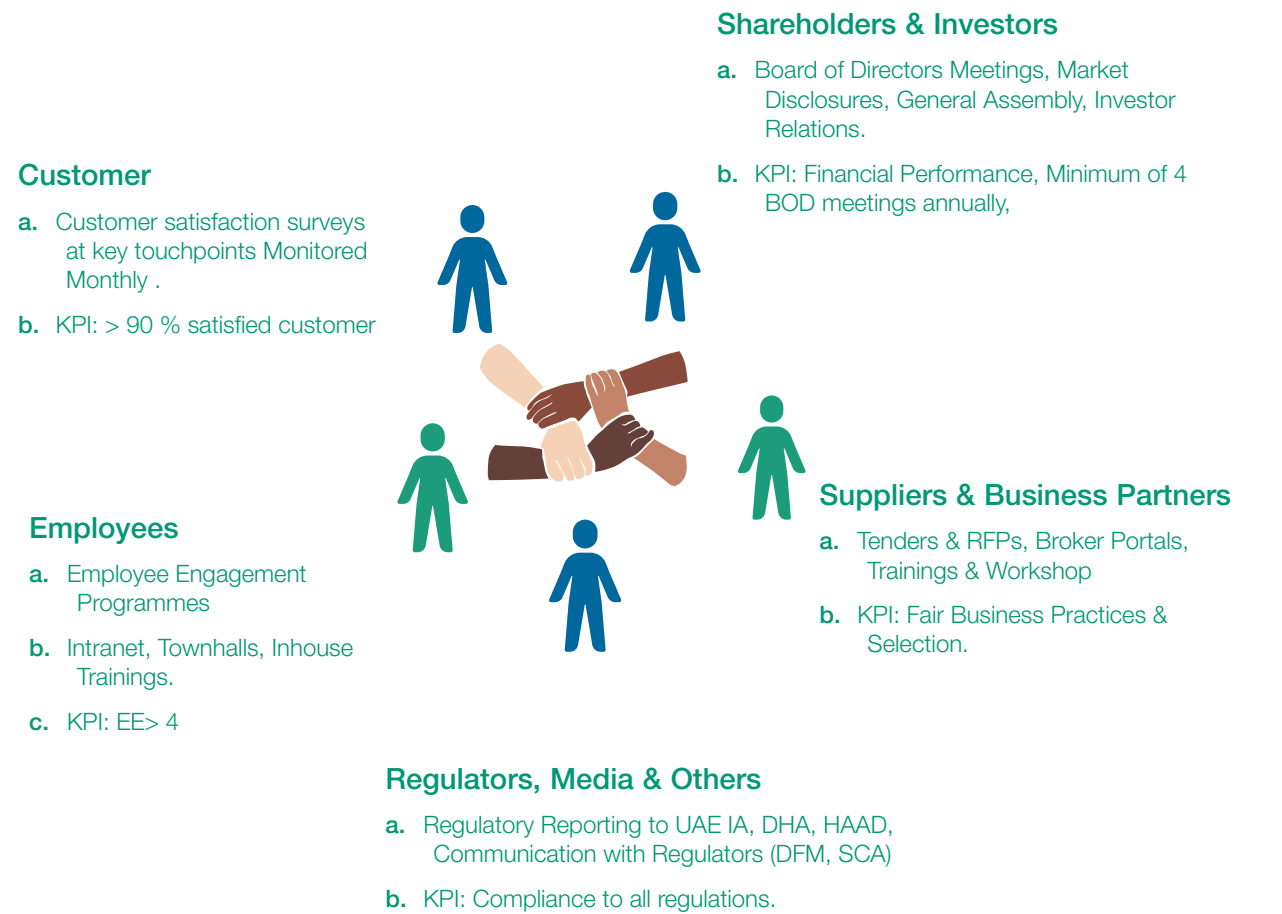 Shareholders & Investors
a. Board of Directors Meetings, Market
Disclosures, General Assembly, Investor
Relations.
b. KPI: Financial Performance, Minimum of 4
BOD meetings annually,
Customer
a. Customer satisfaction surveys
at key touchpoints Monitored
Monthly .
b. KPI: > 90 % satisfied customer
Suppliers & Business Partners
a. Tenders & RFPs, Broker Portals,
Trainings & Workshop
b. KPI: Fair Business Practices &
Selection.
Employees
a. Employee Engagement
Programmes
b. Intranet, Townhalls, Inhouse
Trainings.
c. KPI: EE> 4
Regulators, Media & Others
a. Regulatory Reporting to UAE IA, DHA, HAAD,
Communication with Regulators (DFM, SCA)
b. KPI: Compliance to all regulations.